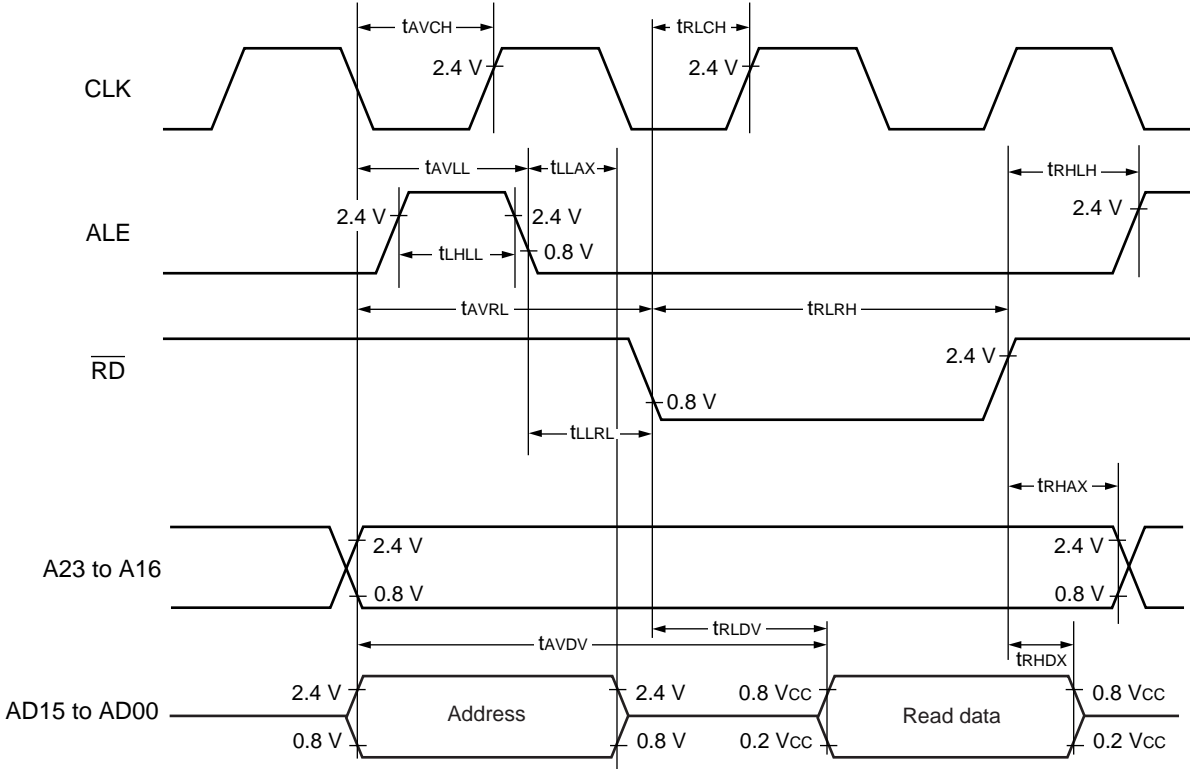 tAVCH
tRLCH
2.4 V
2.4 V
CLK
tAVLL
tLLAX
tRHLH
2.4 V
2.4 V
2.4 V
ALE
tLHLL
0.8 V
tAVRL
tRLRH
RD
2.4 V
0.8 V
tLLRL
tRHAX
2.4 V
2.4 V
A23 to A16
0.8 V
0.8 V
tRLDV
tAVDV
tRHDX
2.4 V
2.4 V
0.8 VCC
0.8 VCC
AD15 to AD00
Address
Read data
0.8 V
0.8 V
0.2 VCC
0.2 VCC